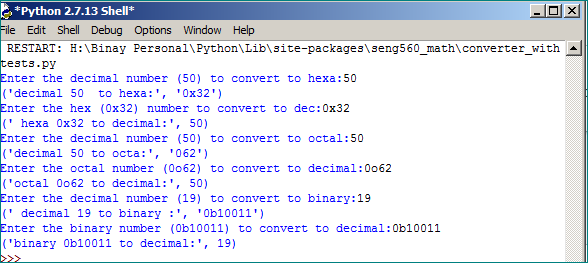 *Python 2.7.13 Shell*
File Edit Shell Debug Options Window Help
RESTART: H:\Binay Personal\Python\Lib\site-packages\seng560_math\converter_with
tests.py
Enter the decimal number (50) to convert to hexa:50
('decimal 50  to hexa:', '0x32')
Enter the hex (0x32) number to convert to dec:0x32
(' hexa 0x32 to decimal:', 50)
Enter the decimal number (50) to convert to octal:50
('decimal 50 to octa:', '062')
Enter the octal number (0o62) to convert to decimal:0o62
('octal 0o62 to decimal:', 50)
Enter the decimal number (19) to convert to binary:19
(' decimal 19 to binary :', '0b10011')
Enter the binary number (0b10011) to convert to decimal:0b10011
('binary 0b10011 to decimal:', 19)
>>>